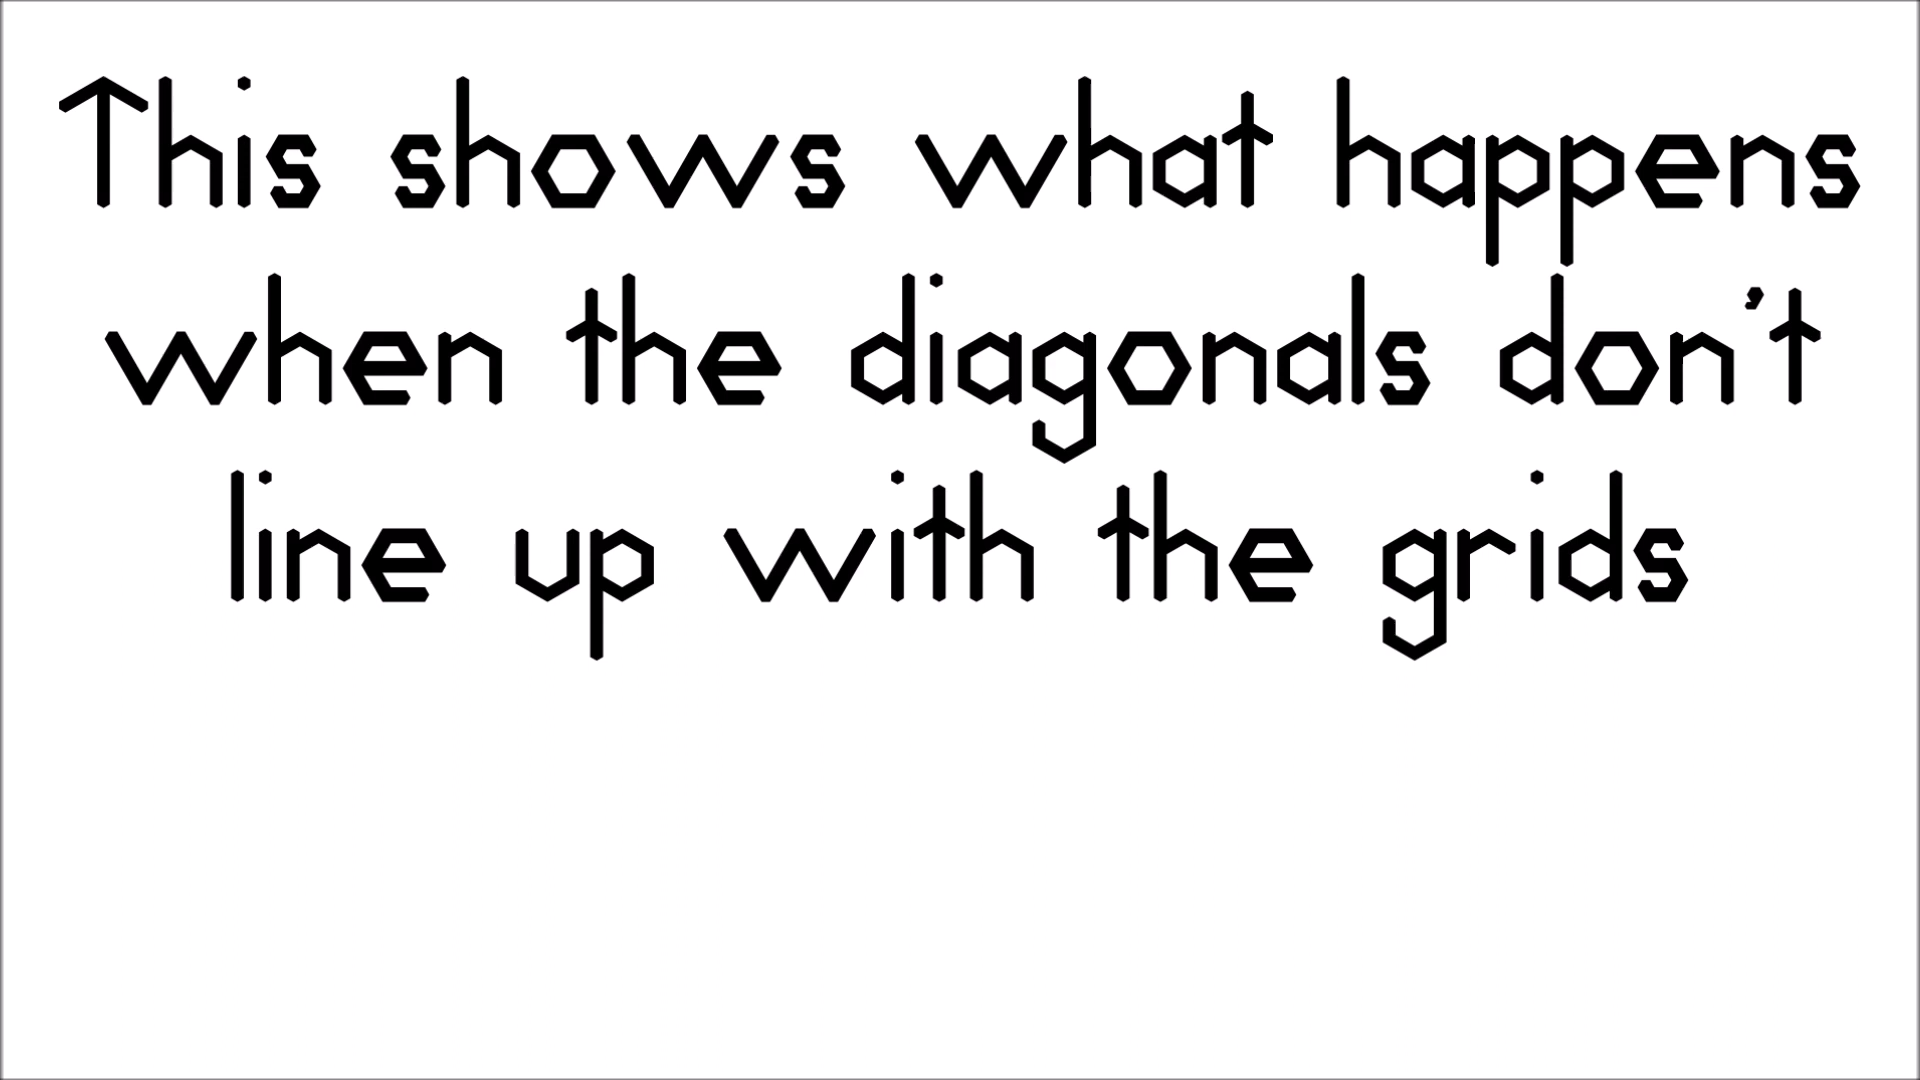 This shows what happens
when the diagonals don't
line up with the grids